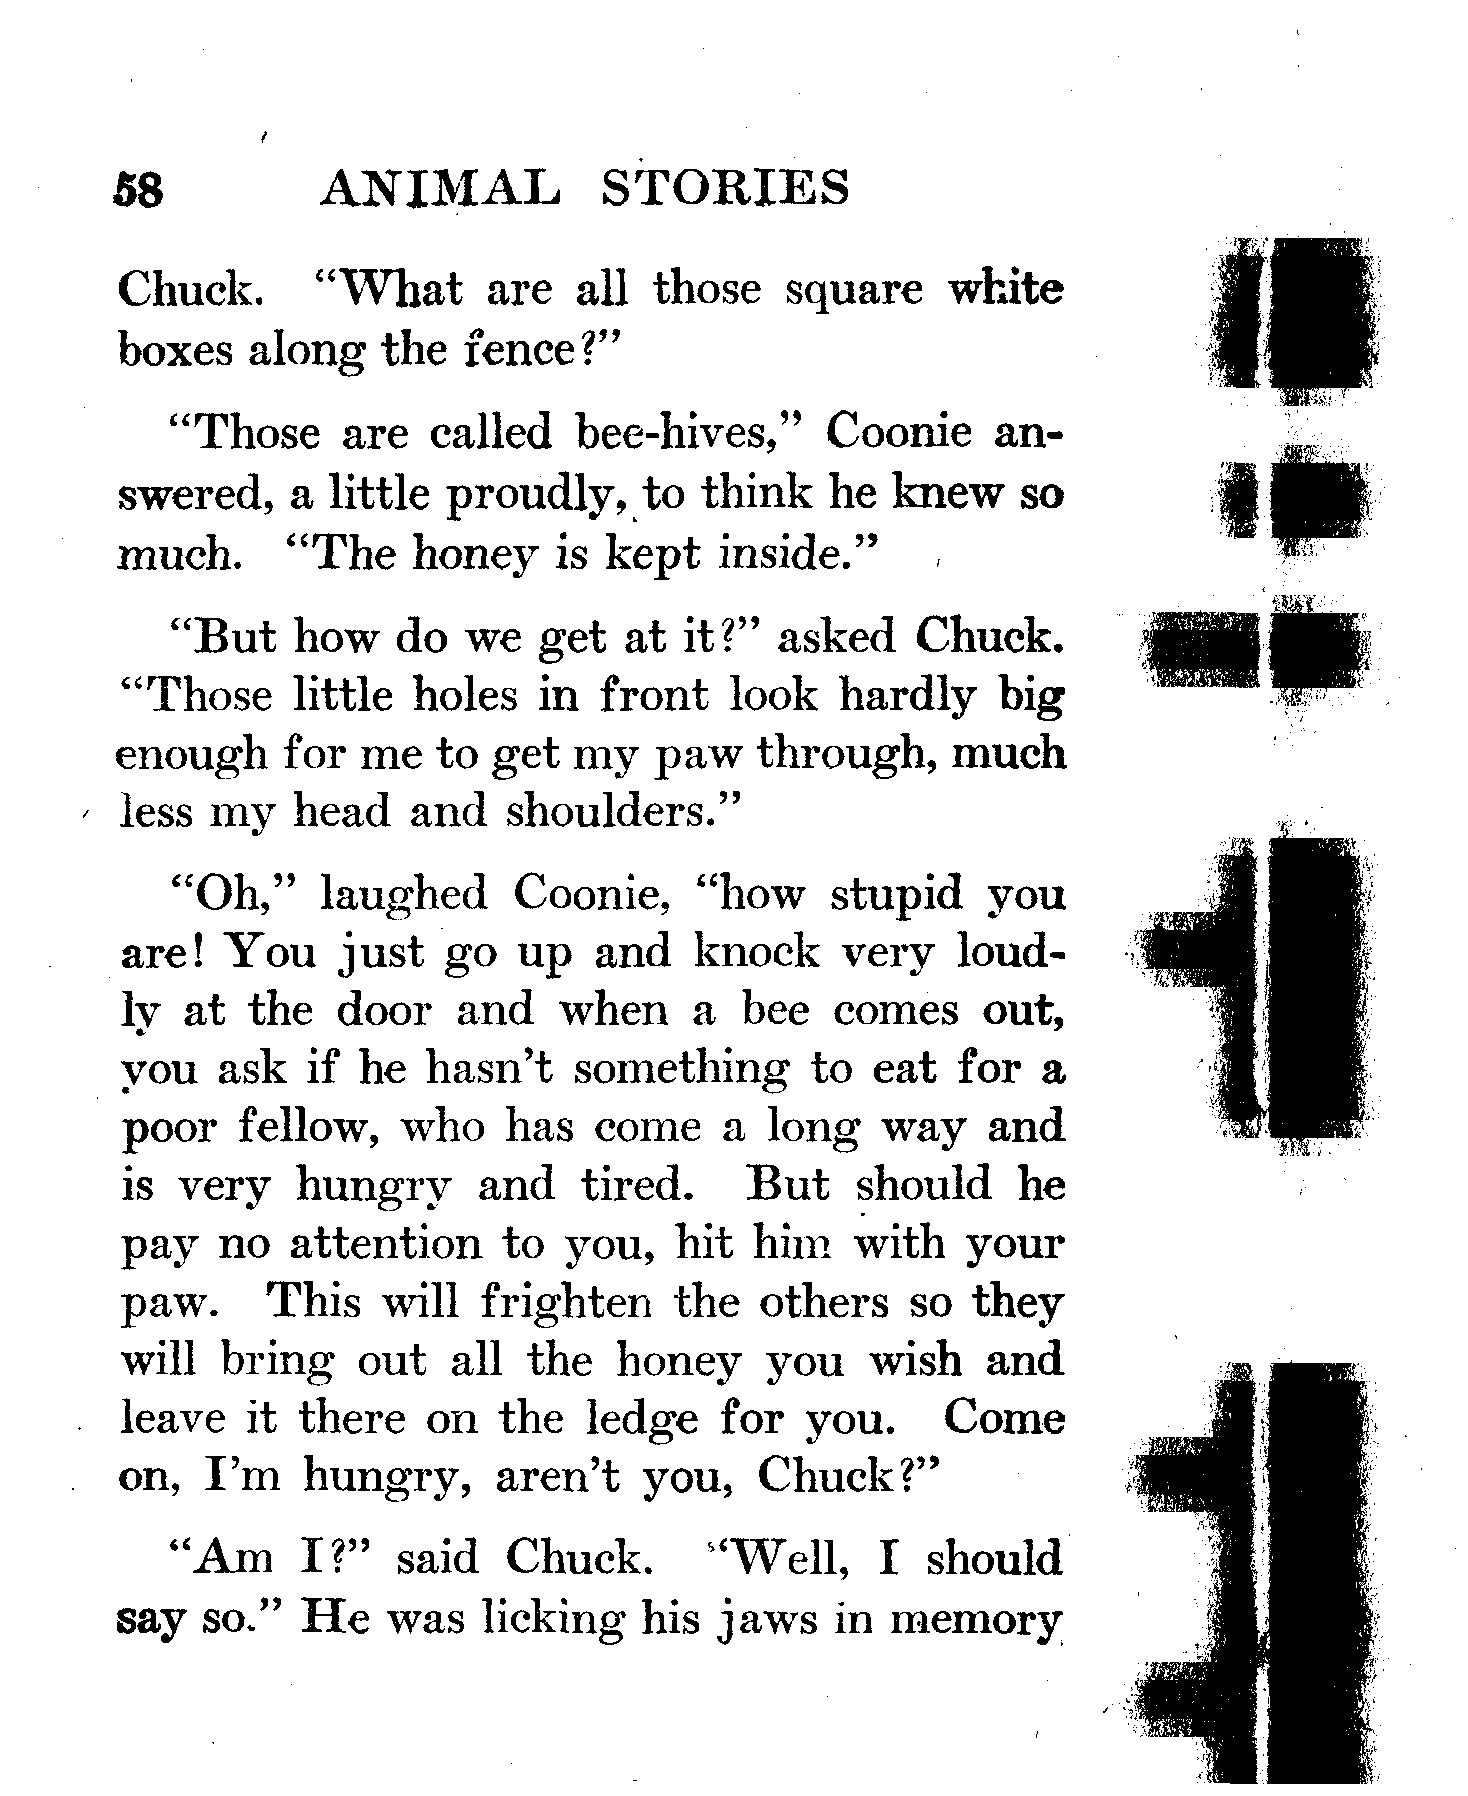 58 ANIMAL STORIES
Chuck. “What are all those square white
boxes along the fence?”
“Those are called bee-hives,” Coonie an-
swered, a little proudly, to think he knew so
much. “The honey is kept inside.”
“But how do we get at it?” asked Chuck.
“Those little holes in front look hardly big
enough for me to get my paw through, much
less my head and shoulders.”
“Oh,” laughed Coonie, “how stupid you
are! You just go up and knock very loud-
ly at the door and when a bee comes out,
you ask if he hasn’t something to eat for a
poor fellow, who has come a long way and
is very hungry and tired. But should he
pay no attention to you, hit him with your
paw. This will frighten the others so they
will bring out all the honey you wish and
leave it there on the ledge for you. Come
on, I’m hungry, aren’t you, Chuck?”
“Am I?” said Chuck. “Well, I should
say so.” He was licking his jaws in memory